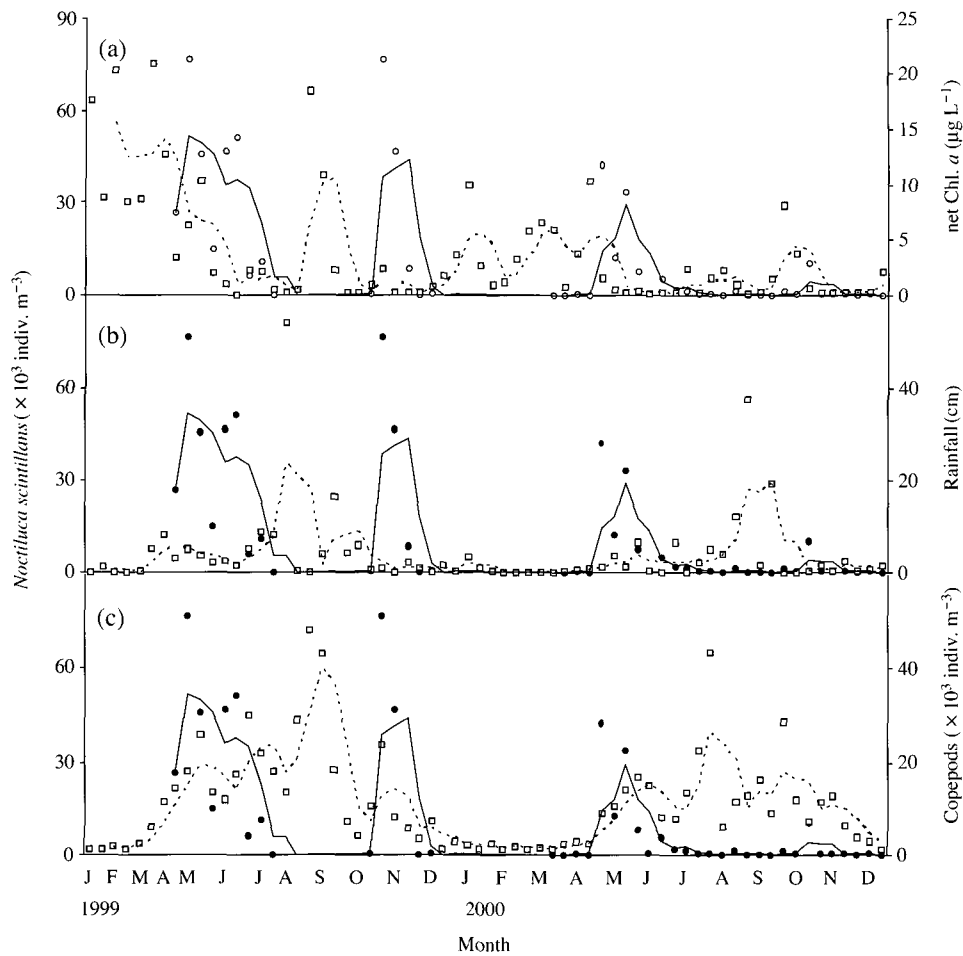 90
60
30
0
(a)
25
20
15
10
5
0
net Chl. a (µg L⁻¹)
Noctiluca scintillans (× 10³ indiv. m⁻³)
(b)
60
30
0
40
20
0
Rainfall (cm)
(c)
60
30
0
40
20
0
Copepods (× 10³ indiv. m⁻³)
J F M A M J J A S O N D J M A M J J A S O N D
1999 2000
Month